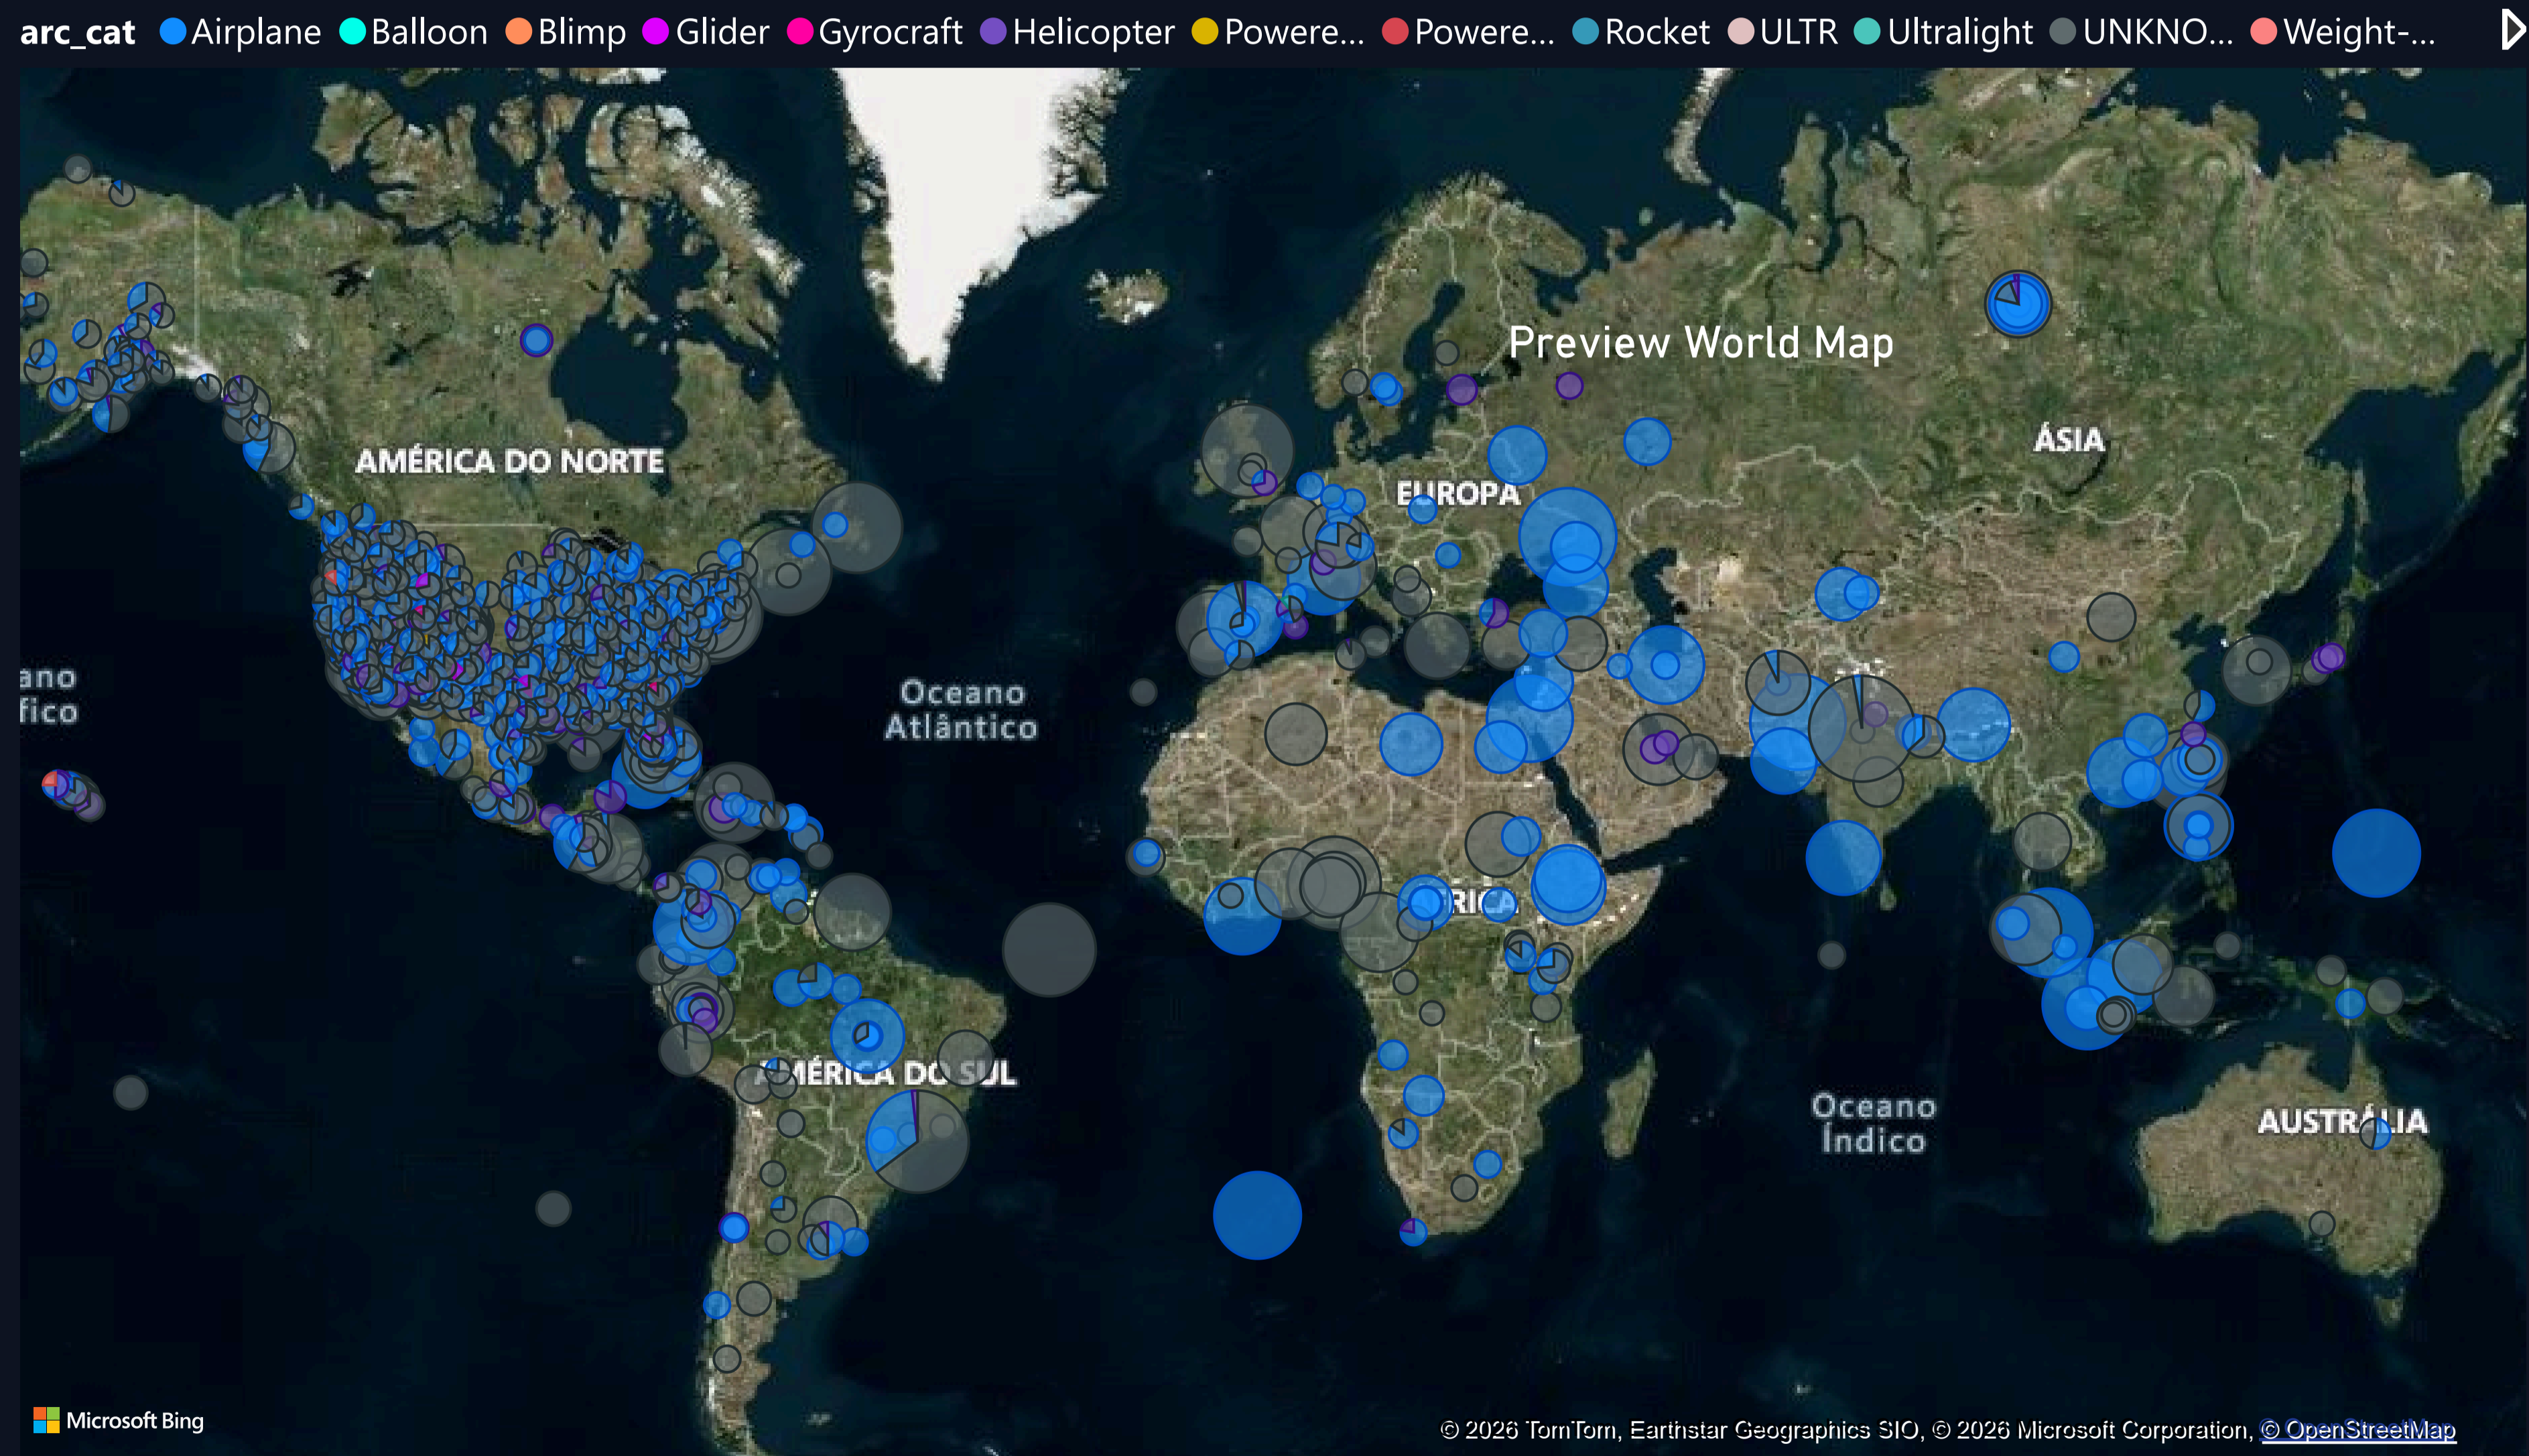 arc_cat Airplane Balloon Blimp Glider Gyrocraft Helicopter Powere... Powere... Rocket ULTR Ultralight UNKNO... Weight-...
Preview World Map
ÁSIA
AMÉRICA DO NORTE
EUROPA
ano
fico
Oceano
Atlântico
RICA
AMÉRICA DO SUL
Oceano
Índico
AUSTRÁLIA
Microsoft Bing
© 2026 TomTom, Earthstar Geographics SIO, © 2026 Microsoft Corporation, © OpenStreetMap